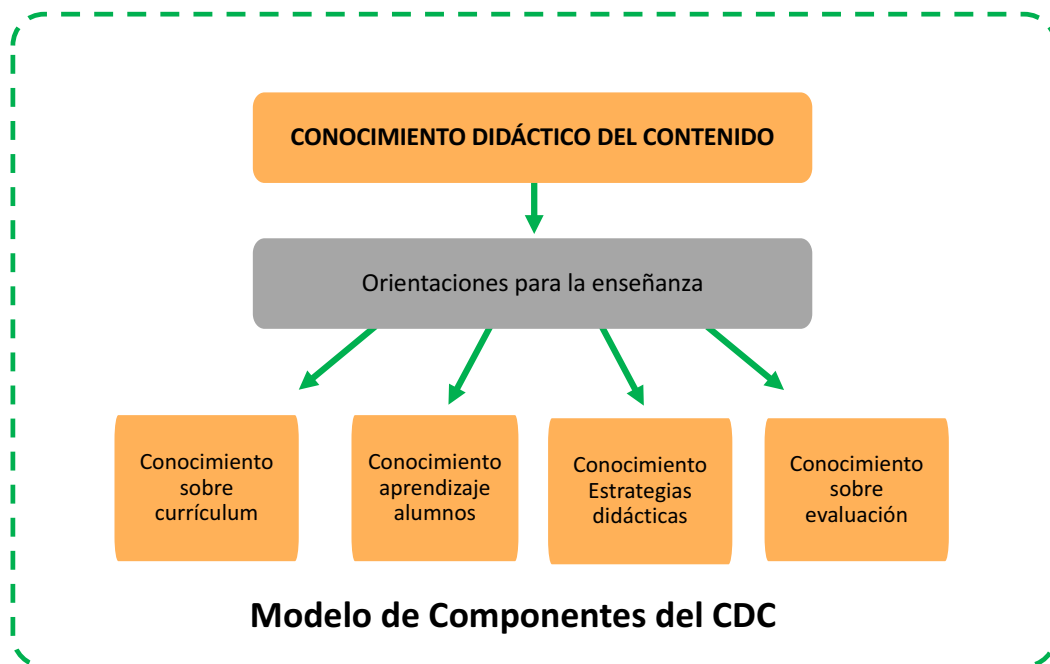 CONOCIMIENTO DIDÁCTICO DEL CONTENIDO
Orientaciones para la enseñanza
Conocimiento
sobre
currículum
Conocimiento
aprendizaje
alumnos
Conocimiento
Estrategias
didácticas
Conocimiento
sobre
evaluación
Modelo de Componentes del CDC